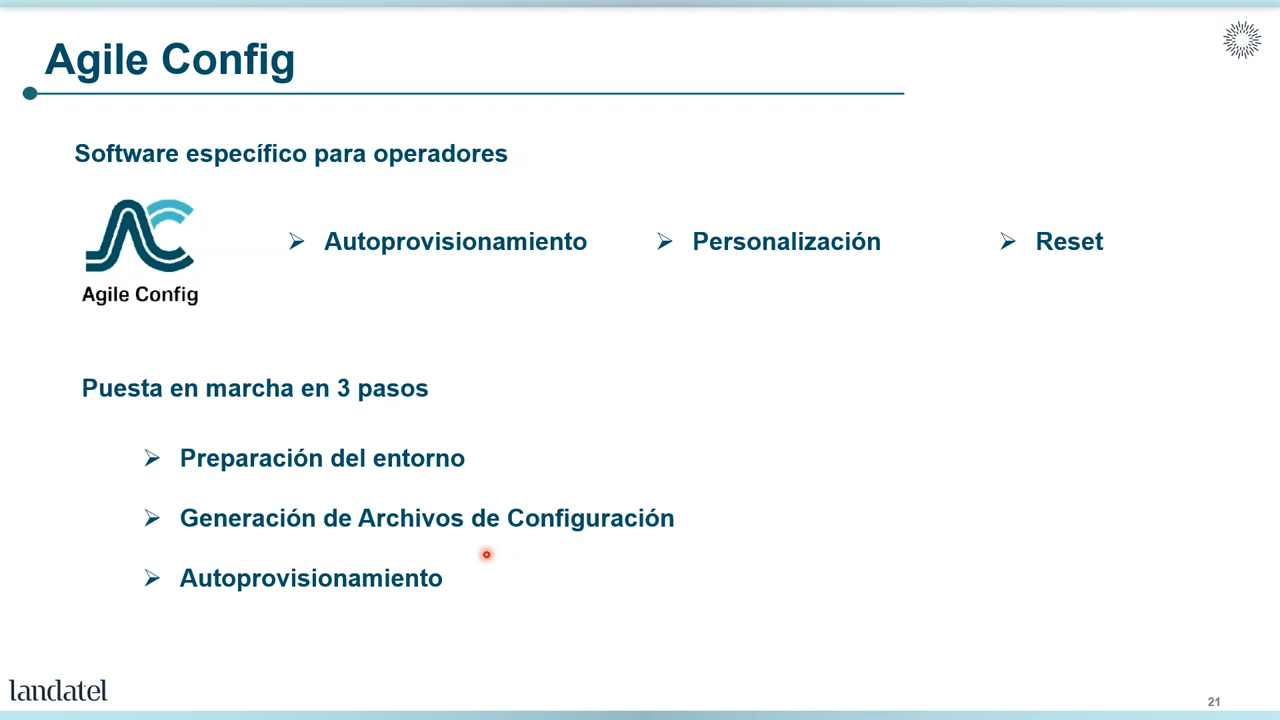 Agile Config
Software específico para operadores
Autoprovisionamiento
Personalización
Reset
Agile Config
Puesta en marcha en 3 pasos
Preparación del entorno
Generación de Archivos de Configuración
Autoprovisionamiento
landatel
21